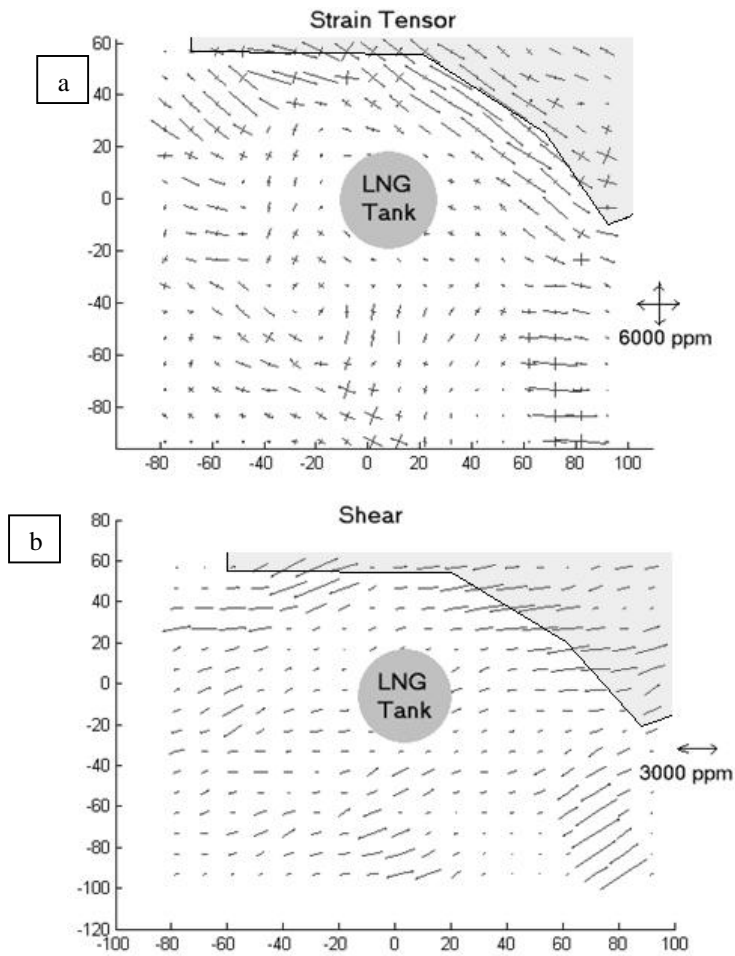 Strain Tensor
a
60
40
20
0
-20
-40
-60
-80
LNG
Tank
6000 ppm
-80 -60 -40 -20 0 20 40 60 80 100
Shear
b
80
60
40
20
0
-20
-40
-60
-80
-100
-120
LNG
Tank
3000 ppm
-100 -80 -60 -40 -20 0 20 40 60 80 100